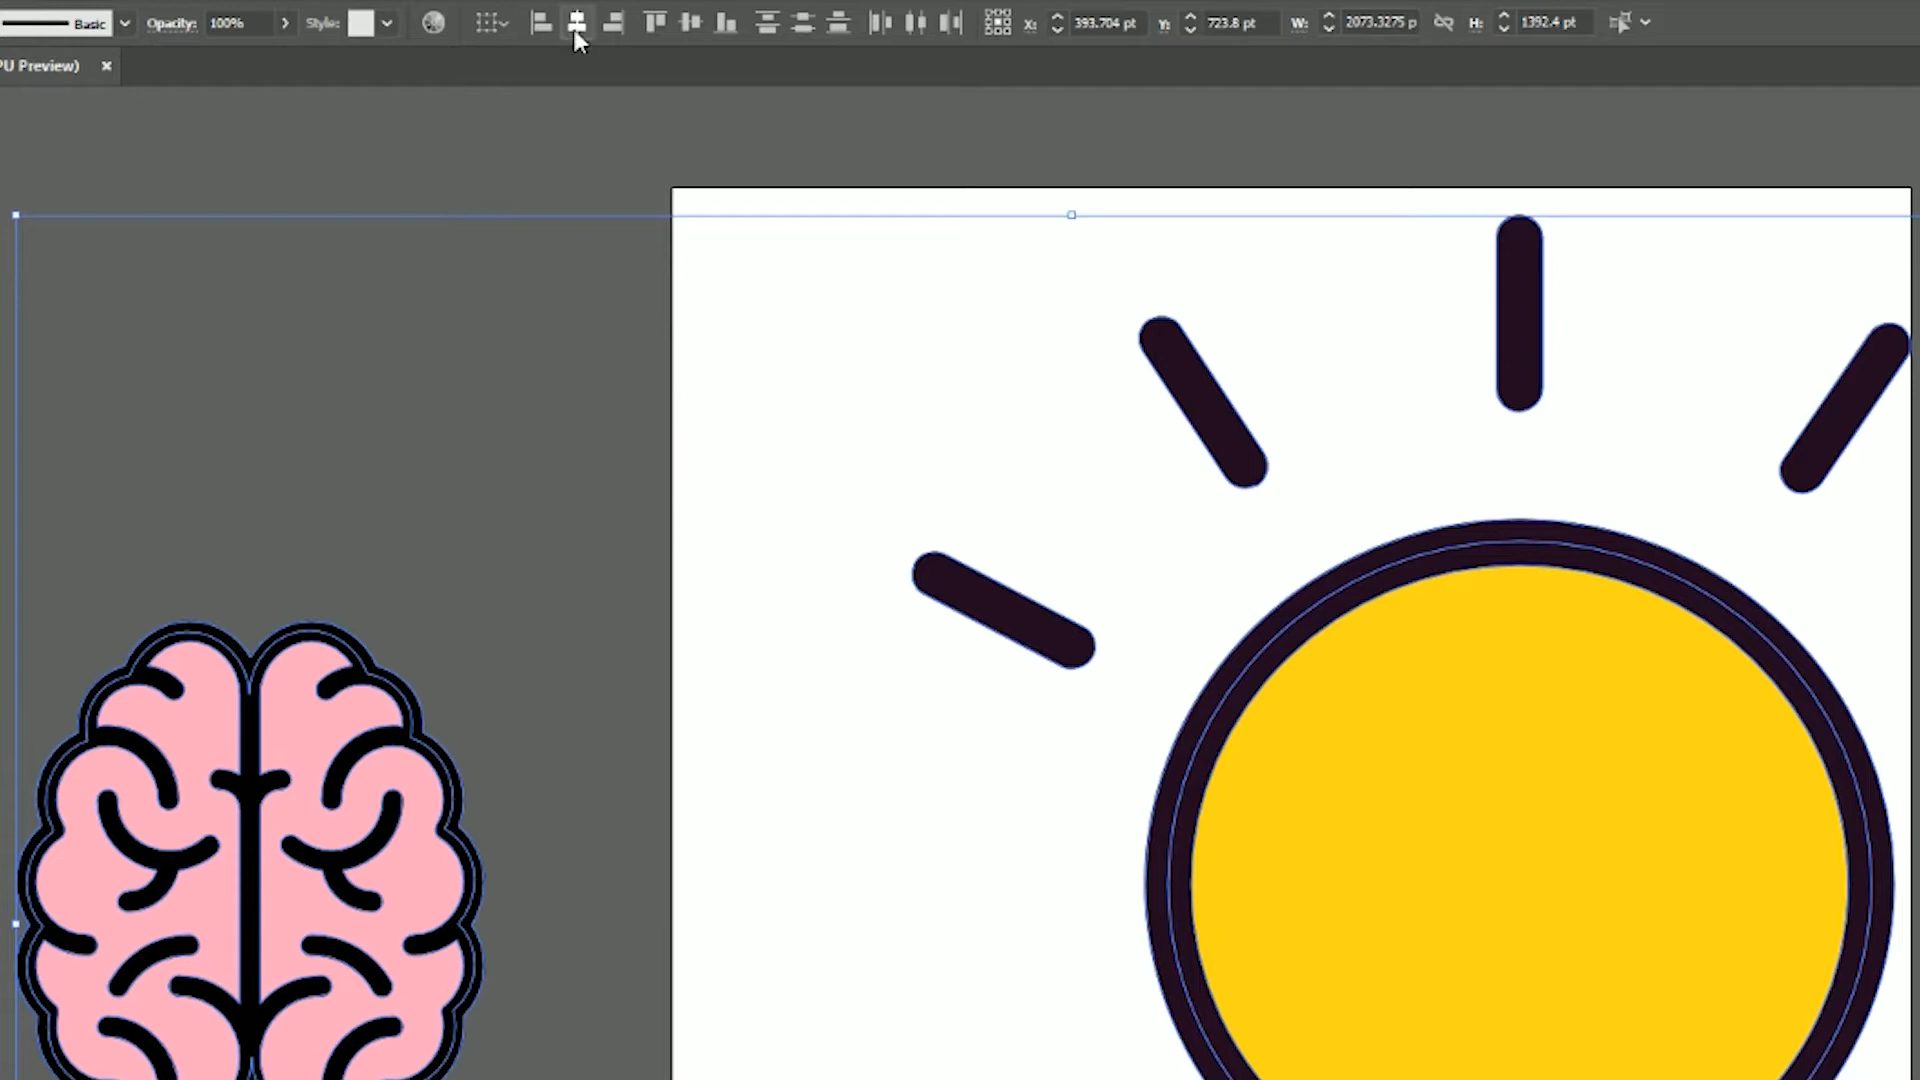 Basic Opacity: 100% Style: X: 393.704 pt Y: 723.8 pt W: 2073.3275 p H: 1392.4 pt
PU Preview) ×